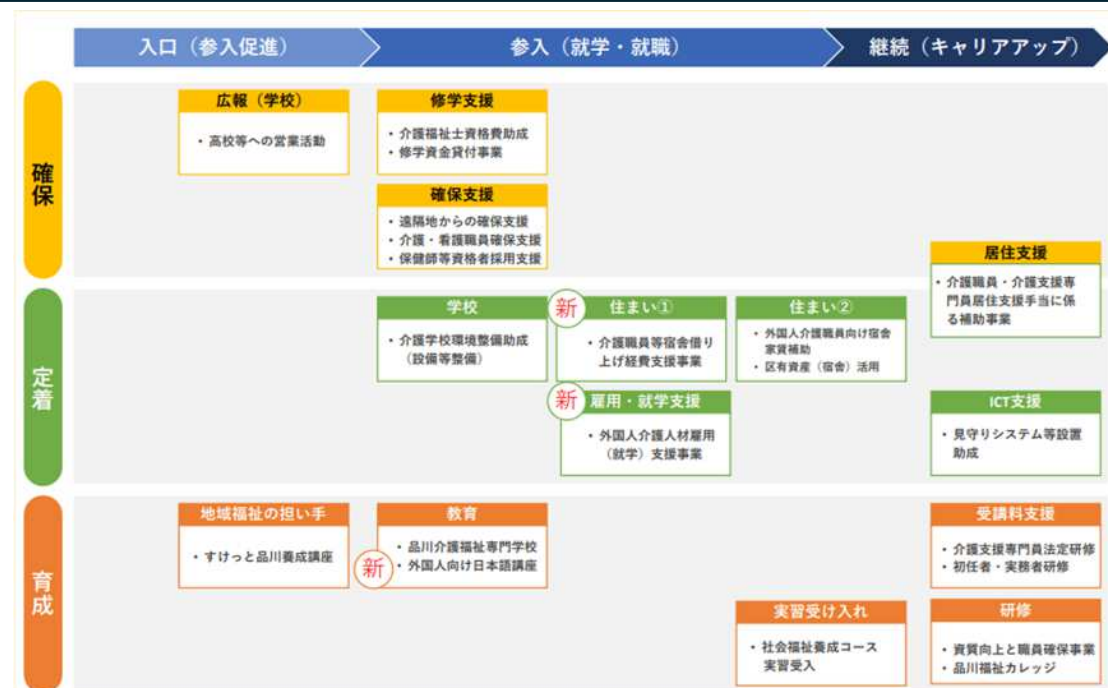 入口（参入促進）
参入（就学・就職）
継続（キャリアアップ）
確保
広報（学校）
・高校等への営業活動
修学支援
・介護福祉士資格費助成
・修学資金貸付事業
確保支援
・遠隔地からの確保支援
・介護・看護職員確保支援
・保健師等資格者採用支援
居住支援
・介護職員・介護支援専
門員居住支援手当に係
る補助事業
定着
学校
・介護学校環境整備助成
（設備等整備）
新
住まい①
・介護職員等宿舎借り
上げ経費支援事業
住まい②
・外国人介護職員向け宿舎
家賃補助
・区有資産（宿舎）活用
新
雇用・就学支援
・外国人介護人材雇用
（就学）支援事業
ICT支援
・見守りシステム等設置
助成
育成
地域福祉の担い手
・すけっと品川養成講座
教育
・品川介護福祉専門学校
新
・外国人向け日本語講座
受講料支援
・介護支援専門員法定研修
・初任者・実務者研修
実習受け入れ
・社会福祉養成コース
実習受入
研修
・資質向上と職員確保事業
・品川福祉カレッジ